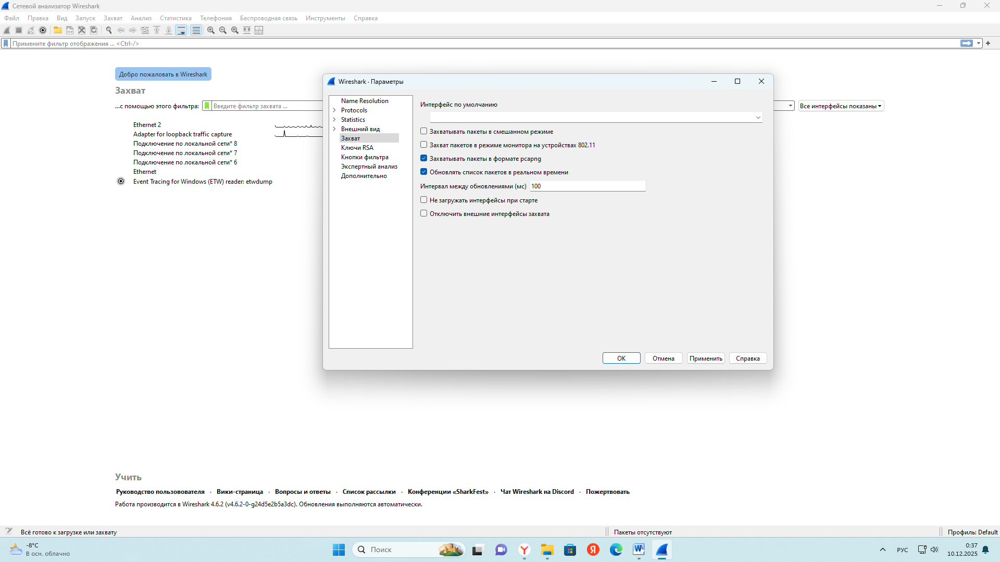 Сетевой анализатор Wireshark
Файл Правка Вид Запуск Захват Анализ Статистика Телефония Беспроводная связь Инструменты Справка
Примените фильтр отображения ... <Ctrl-/>
Добро пожаловать в Wireshark
Захват
...с помощью этого фильтра: Введите фильтр захвата ... Все интерфейсы показаны
Ethernet 2
Adapter for loopback traffic capture
Подключение по локальной сети* 8
Подключение по локальной сети* 7
Подключение по локальной сети* 6
Ethernet
Event Tracing for Windows (ETW) reader: etwdump
Wireshark · Параметры
Name Resolution
Protocols
Statistics
Внешний вид
Захват
Ключи RSA
Кнопки фильтра
Экспертный анализ
Дополнительно
Интерфейс по умолчанию
Захватывать пакеты в смешанном режиме
Захват пакетов в режиме монитора на устройствах 802.11
Захватывать пакеты в формате pcapng
Обновлять список пакетов в реальном времени
Интервал между обновлениями (мс) 100
Не загружать интерфейсы при старте
Отключить внешние интерфейсы захвата
OK Отмена Применить Справка
Учить
Руководство пользователя · Вики-страница · Вопросы и ответы · Список рассылки · Конференции «SharkFest» · Чат Wireshark на Discord · Пожертвовать
Работа производится в Wireshark 4.6.2 (v4.6.2-0-g24d5e2b5a3dc). Обновления выполняются автоматически.
Всё готово к загрузке или захвату Пакеты отсутствуют Профиль: Default
-8°C
В осн. облачно
Поиск
РУС
0:37
10.12.2025